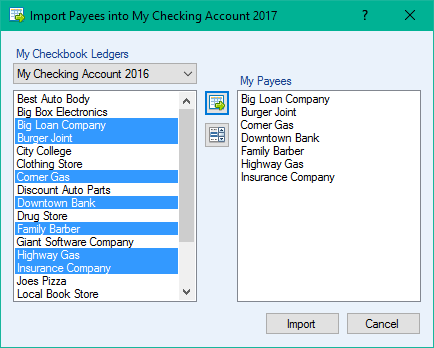 Import Payees into My Checking Account 2017
?
My Checkbook Ledgers
My Checking Account 2016
Best Auto Body
Big Box Electronics
Big Loan Company
Burger Joint
City College
Clothing Store
Corner Gas
Discount Auto Parts
Downtown Bank
Drug Store
Family Barber
Giant Software Company
Highway Gas
Insurance Company
Joes Pizza
Local Book Store
My Payees
Big Loan Company
Burger Joint
Corner Gas
Downtown Bank
Family Barber
Highway Gas
Insurance Company
Import
Cancel